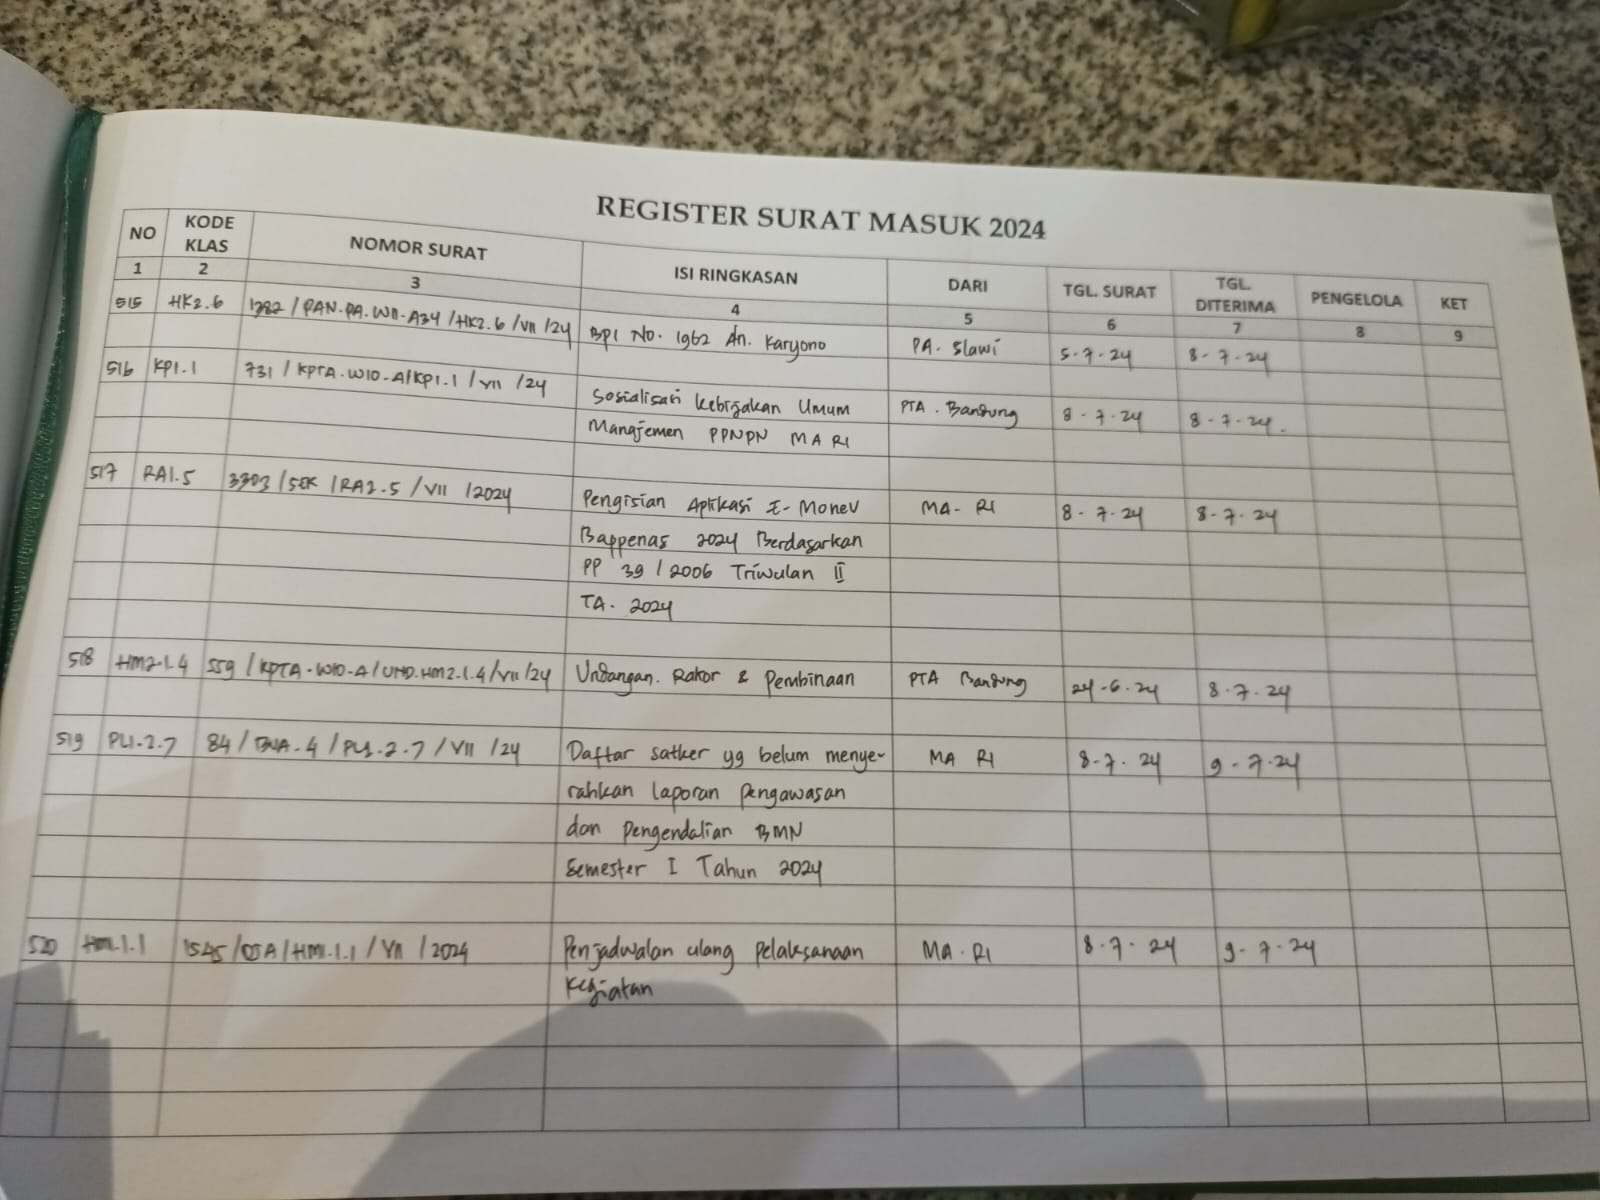 REGISTER SURAT MASUK 2024
NO KODE KLAS NOMOR SURAT ISI RINGKASAN DARI TGL. SURAT TGL. DITERIMA PENGELOLA KET
1 2 3 4 5 6 7 8 9
515 HK2.6 1382 / PAN.PA.W11-A34 / HK2.6 / VII / 24 BPI No. 1962 An. Karyono PA. Slawi 5-7-24 8-7-24
516 KP1.1 731 / KPTA.W10-A/KP1.1 / VII / 24 Sosialisasi Kebijakan Umum PTA. Bandung 8-7-24 8-7-24.
Manajemen PPNPN MA RI
517 RA1.5 3303 / SEK / RA1.5 / VII / 2024 Pengisian Aplikasi E-Monev MA-RI 8-7-24 8-7-24
Bappenas 2024 Berdasarkan
PP 39 / 2006 Triwulan II
TA. 2024
518 HM2.1.4 559 / KPTA-W10-A / UND.HM2.1.4 / VII / 24 Undangan. Rakor & Pembinaan PTA Bandung 24-6-24 8-7-24
519 PL1.2.7 84 / BUA.4 / PL1.2.7 / VII / 24 Daftar satker yg belum menye- MA RI 8-7-24 9-7-24
rahkan laporan pengawasan
dan Pengendalian BMN
Semester I Tahun 2024
520 HM1.1.1 1545 / DJA / HM1.1.1 / VII / 2024 Penjadwalan ulang pelaksanaan MA.RI 8-7-24 9-7-24
kegiatan